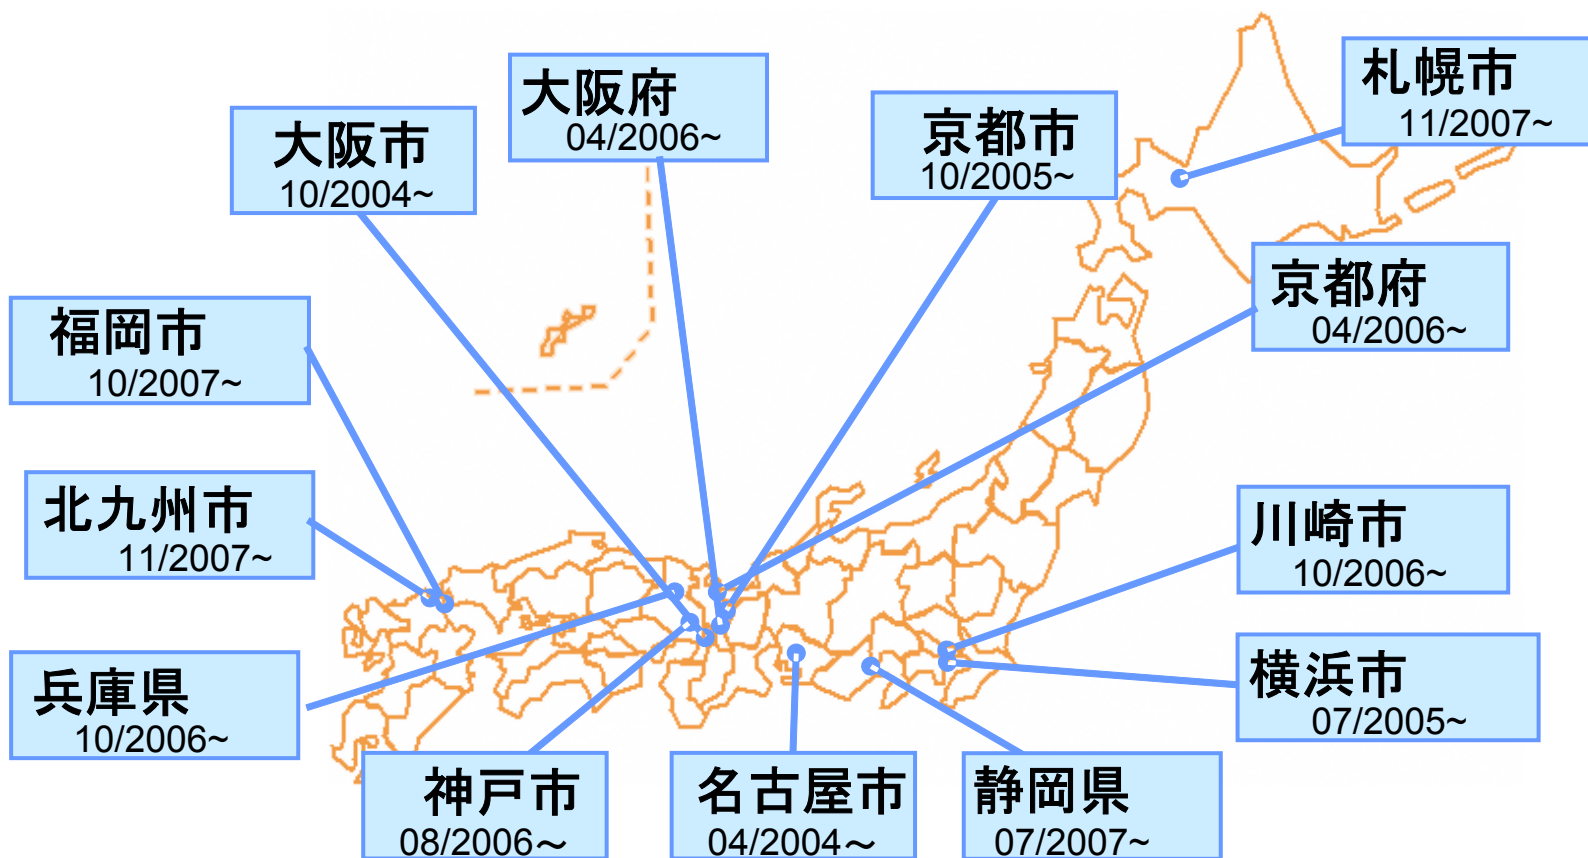 札幌市
11/2007~
大阪府
04/2006~
京都市
10/2005~
大阪市
10/2004~
京都府
04/2006~
福岡市
10/2007~
北九州市
11/2007~
川崎市
10/2006~
兵庫県
10/2006~
横浜市
07/2005~
神戸市
08/2006～
名古屋市
04/2004～
静岡県
07/2007~